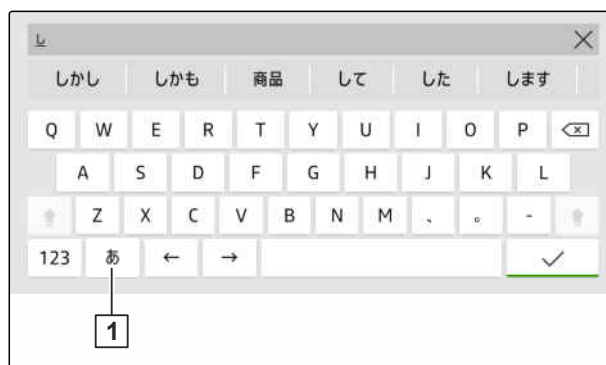 し
しかし しかも 商品 して した します
Q W E R T Y U I O P
A S D F G H J K L
Z X C V B N M 、 。 -
123 あ ← →
1